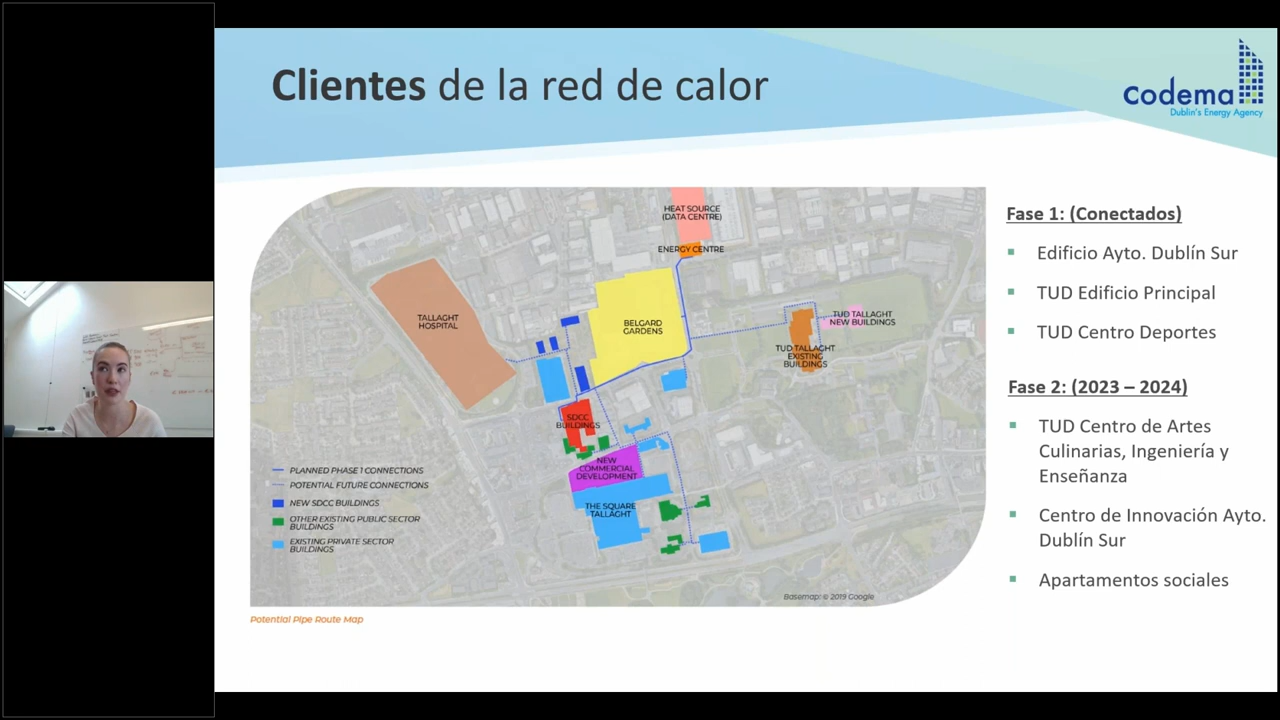 Clientes de la red de calor
Codema
Dublin's Energy Agency
HEAT SOURCE
(DATA CENTRE)
ENERGY CENTRE
TALLAGHT
HOSPITAL
BELGARD
GARDENS
TUD TALLAGHT
NEW BUILDINGS
TUD TALLAGHT
EXISTING
BUILDINGS
SDCC
BUILDINGS
NEW
COMMERCIAL
DEVELOPMENT
THE SQUARE
TALLAGHT
PLANNED PHASE 1 CONNECTIONS
POTENTIAL FUTURE CONNECTIONS
NEW SDCC BUILDINGS
OTHER EXISTING PUBLIC SECTOR
BUILDINGS
EXISTING PRIVATE SECTOR
BUILDINGS
Basemap: © 2019 Google
Potential Pipe Route Map
Fase 1: (Conectados)
Edificio Ayto. Dublín Sur
TUD Edificio Principal
TUD Centro Deportes
Fase 2: (2023 – 2024)
TUD Centro de Artes
Culinarias, Ingeniería y
Enseñanza
Centro de Innovación Ayto.
Dublín Sur
Apartamentos sociales